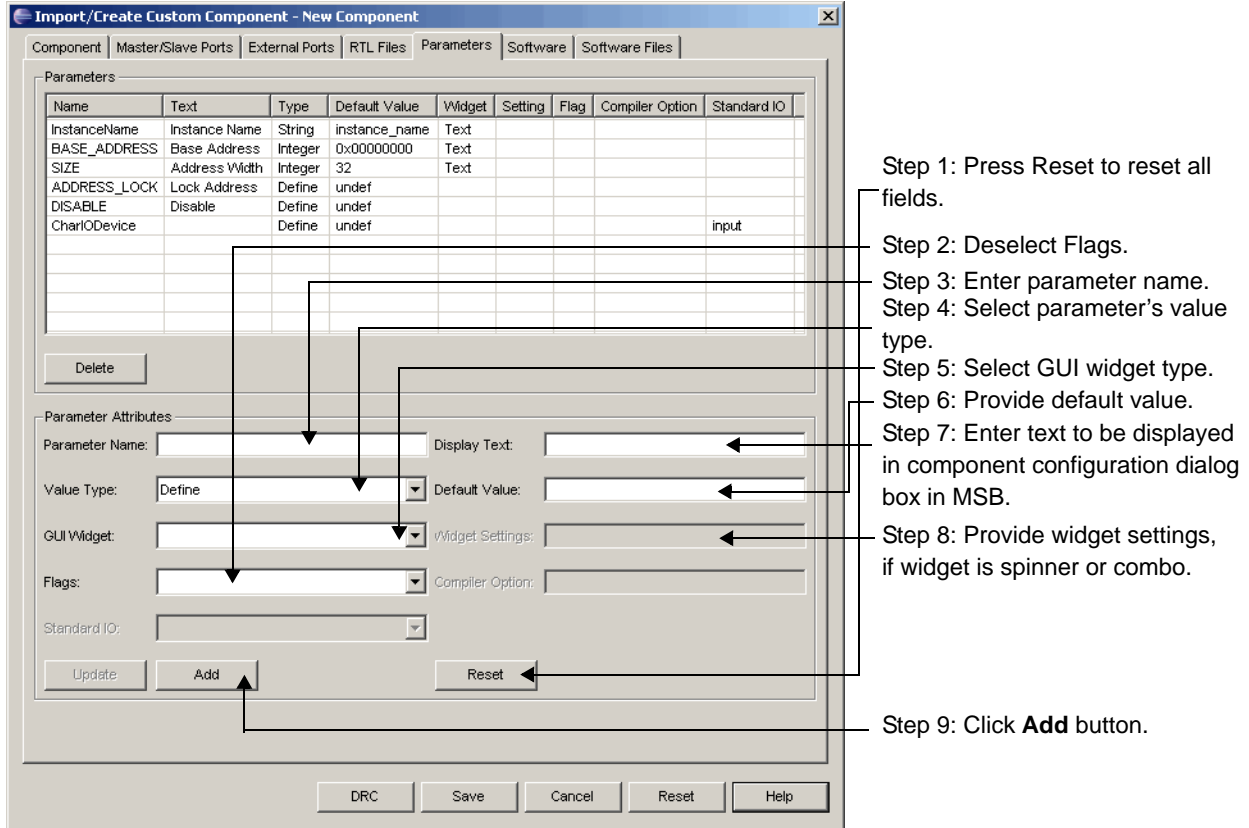 Import/Create Custom Component - New Component
Component Master/Slave Ports External Ports RTL Files Parameters Software Software Files
Parameters
Name Text Type Default Value Widget Setting Flag Compiler Option Standard IO
InstanceName Instance Name String instance_name Text
BASE_ADDRESS Base Address Integer 0x00000000 Text
SIZE Address Width Integer 32 Text
ADDRESS_LOCK Lock Address Define undef
DISABLE Disable Define undef
CharIODevice Define undef input
Delete
Parameter Attributes
Parameter Name: Display Text:
Value Type: Define Default Value:
GUI Widget: Widget Settings:
Flags: Compiler Option:
Standard IO:
Update Add Reset
DRC Save Cancel Reset Help
Step 1: Press Reset to reset all
fields.
Step 2: Deselect Flags.
Step 3: Enter parameter name.
Step 4: Select parameter’s value
type.
Step 5: Select GUI widget type.
Step 6: Provide default value.
Step 7: Enter text to be displayed
in component configuration dialog
box in MSB.
Step 8: Provide widget settings,
if widget is spinner or combo.
Step 9: Click Add button.